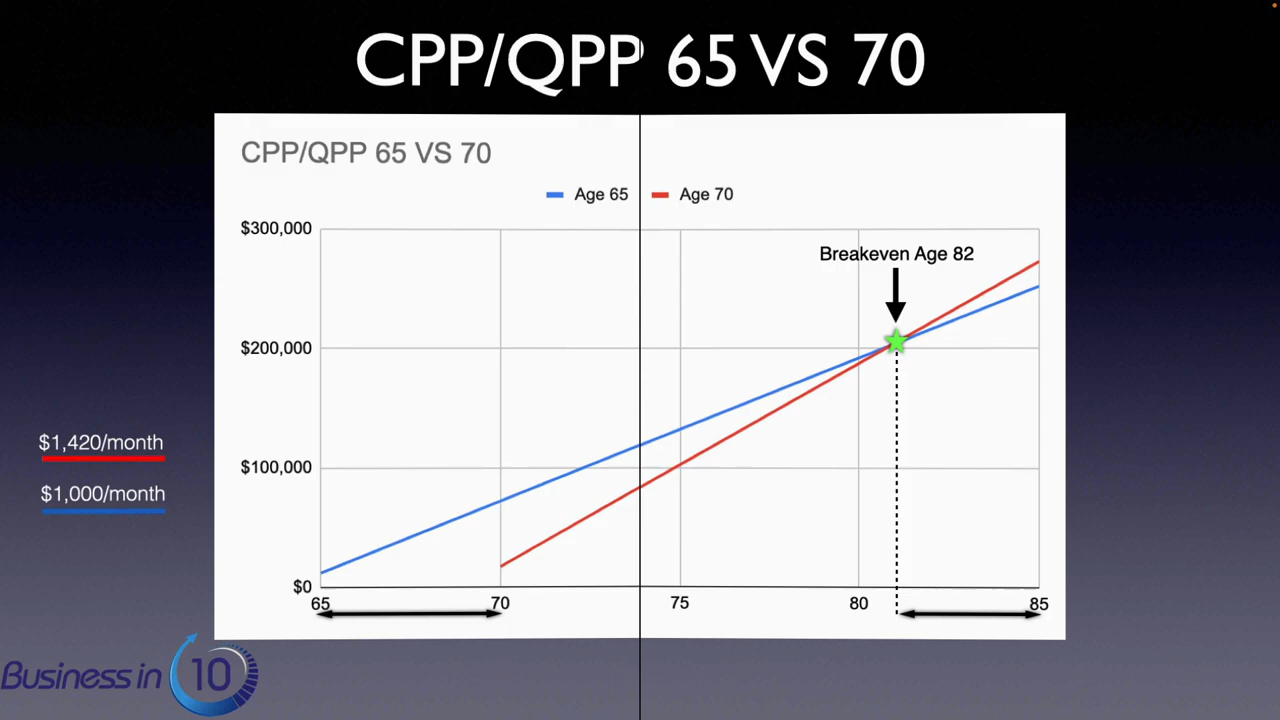 CPP/QPP 65 VS 70
CPP/QPP 65 VS 70
Age 65
Age 70
$300,000
Breakeven Age 82
$200,000
$1,420/month
$100,000
$1,000/month
$0
65
70
75
80
85
Business in 10